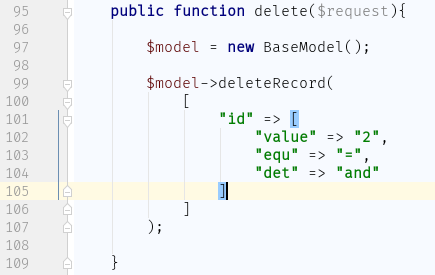 95 public function delete($request){
96
97 $model = new BaseModel();
98
99 $model->deleteRecord(
100 [
101 "id" => [
102 "value" => "2",
103 "equ" => "=",
104 "det" => "and"
105 ]
106 ]
107 );
108
109 }